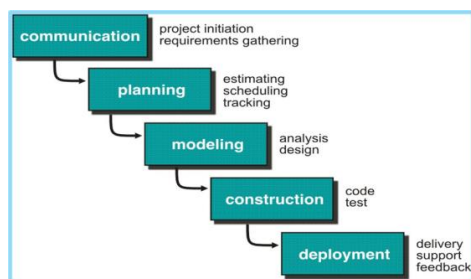 communication
project initiation
requirements gathering
planning
estimating
scheduling
tracking
modeling
analysis
design
construction
code
test
deployment
delivery
support
feedback